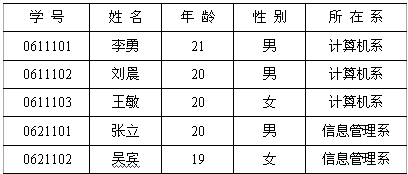 学 号 姓 名 年 龄 性 别 所 在 系
0611101 李勇 21 男 计算机系
0611102 刘晨 20 男 计算机系
0611103 王敏 20 女 计算机系
0621101 张立 20 男 信息管理系
0621102 吴宾 19 女 信息管理系